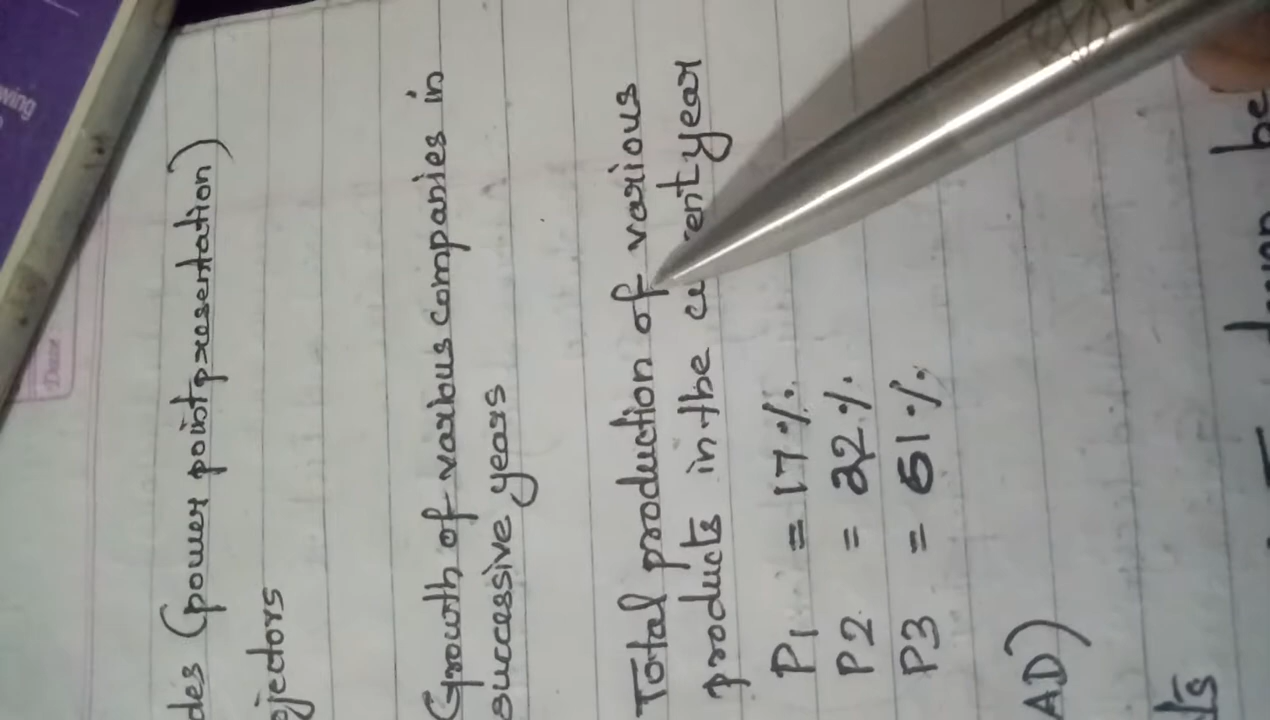 des (power point presentation)
ojectors
Growth of various companies in
successive years
Total production of various
products in the current year
P1 = 17%
P2 = 22%
P3 = 61%
AD)